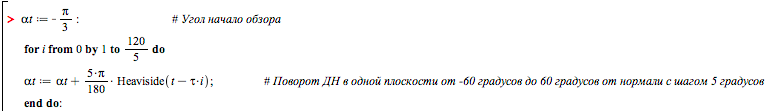 > αt := -π/3 : # Угол начало обзора
for i from 0 by 1 to 120/5 do
αt := αt + 5·π/180 · Heaviside(t − τ·i); # Поворот ДН в одной плоскости от -60 градусов до 60 градусов от нормали с шагом 5 градусов
end do: